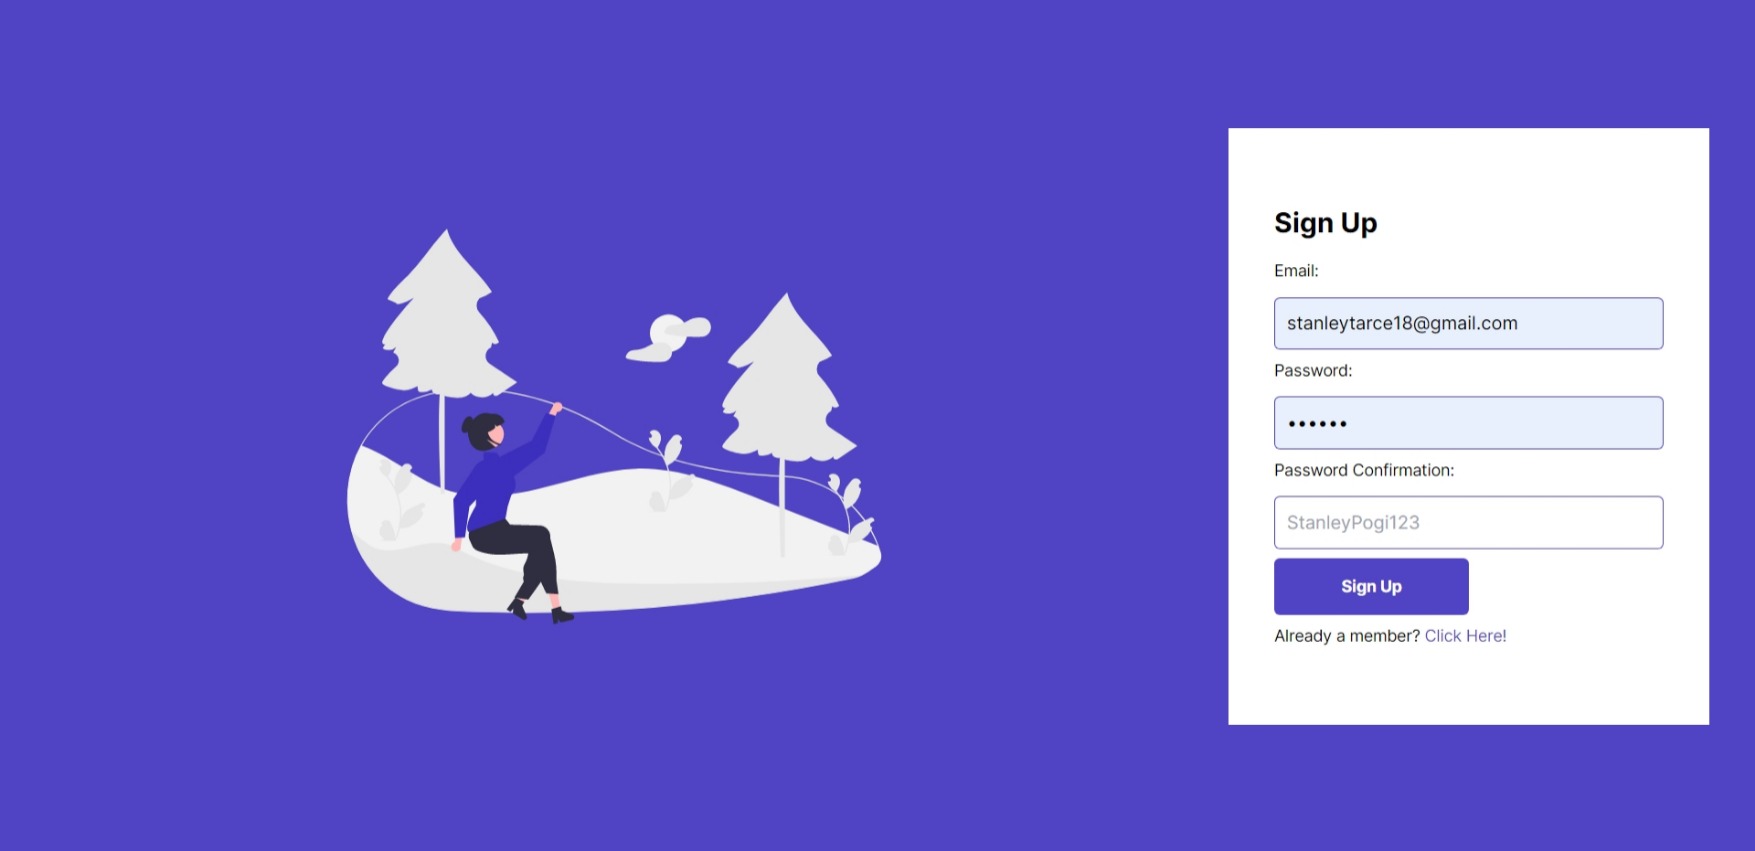 Sign Up
Email:
stanleytarce18@gmail.com
Password:
••••••
Password Confirmation:
StanleyPogi123
Sign Up
Already a member? Click Here!